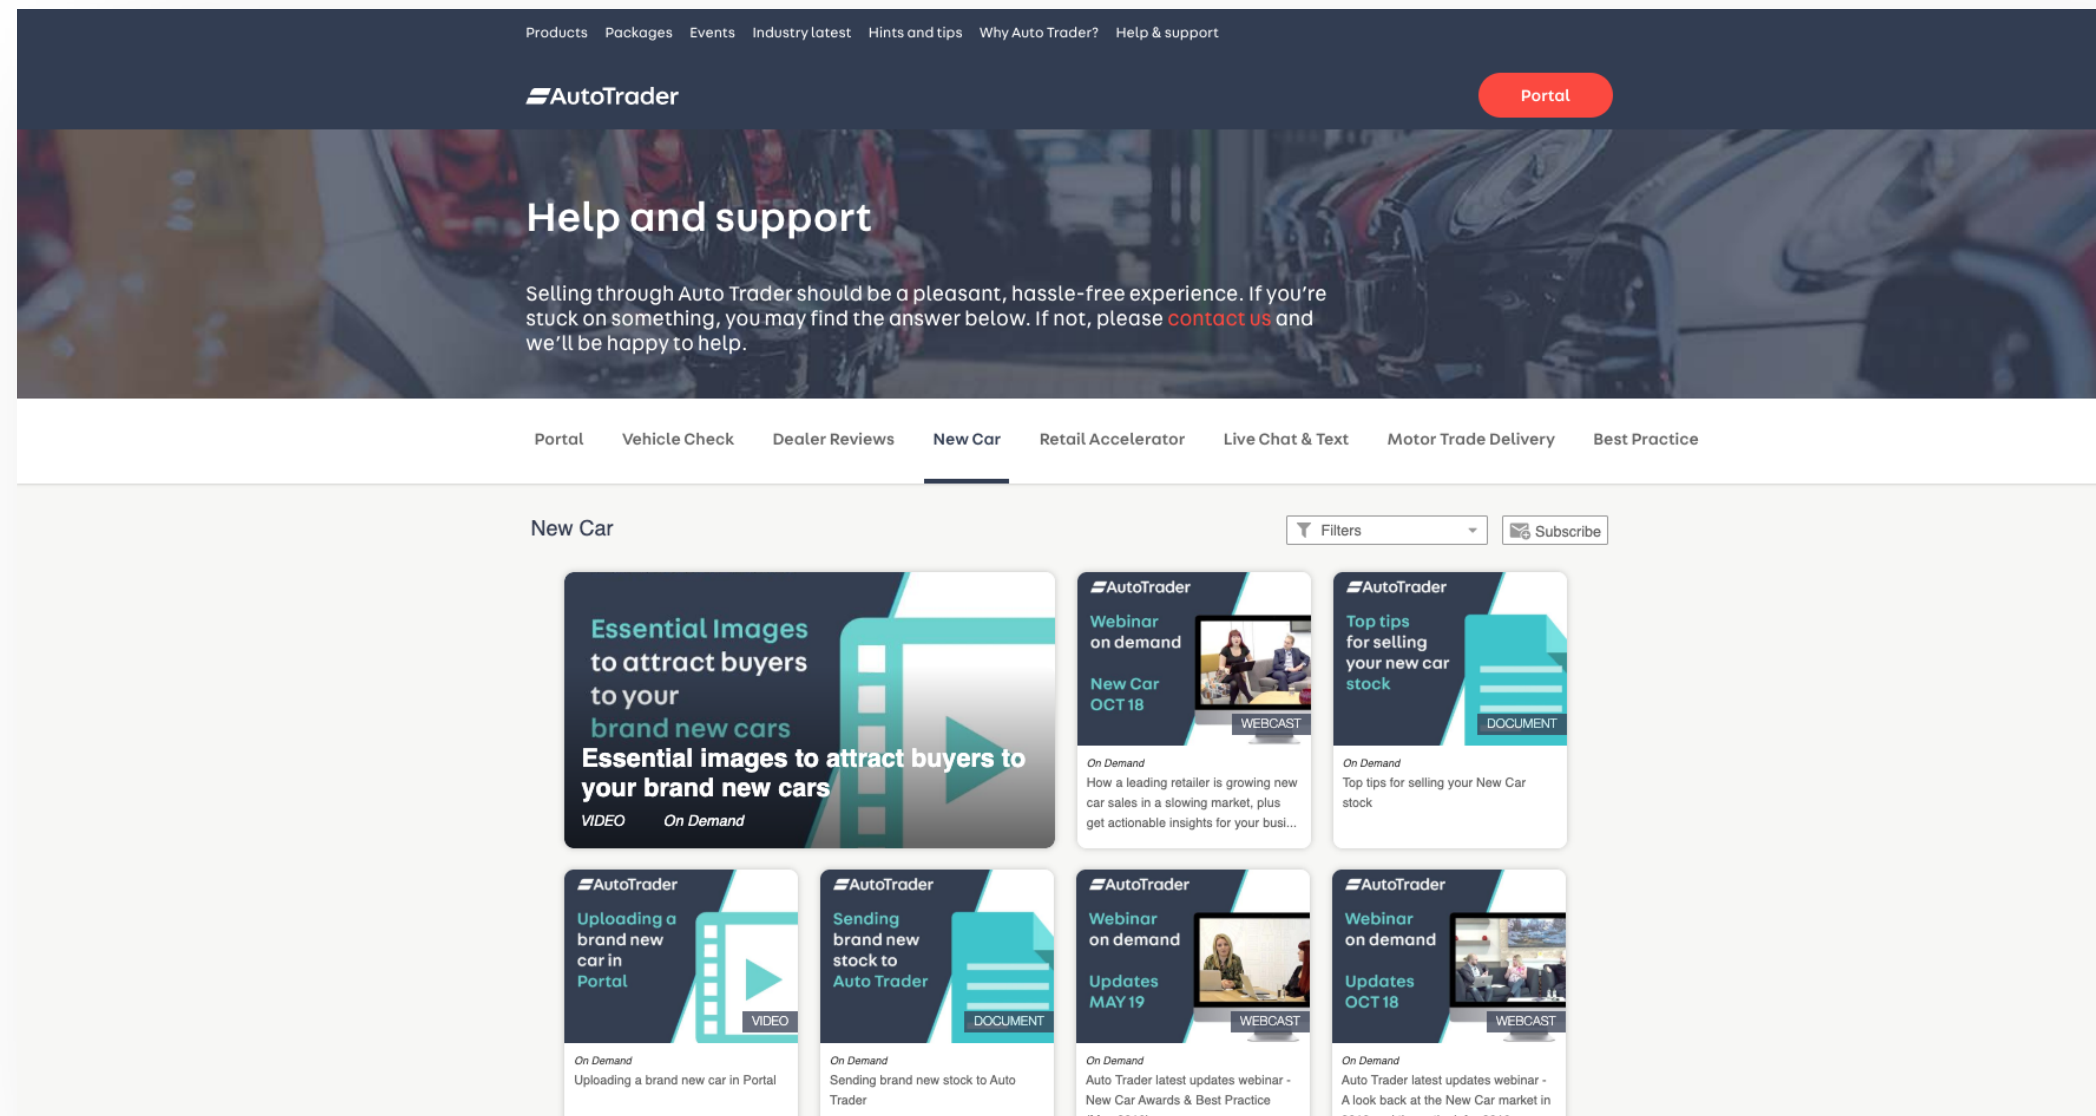 Products Packages Events Industry latest Hints and tips Why Auto Trader? Help & support
AutoTrader
Portal
Help and support
Selling through Auto Trader should be a pleasant, hassle-free experience. If you're
stuck on something, you may find the answer below. If not, please contact us and
we'll be happy to help.
Portal Vehicle Check Dealer Reviews New Car Retail Accelerator Live Chat & Text Motor Trade Delivery Best Practice
New Car
Filters
Subscribe
Essential Images
to attract buyers
to your
brand new cars
Essential images to attract buyers to
your brand new cars
VIDEO On Demand
AutoTrader
Webinar
on demand
New Car
OCT 18
WEBCAST
On Demand
How a leading retailer is growing new
car sales in a slowing market, plus
get actionable insights for your busi...
AutoTrader
Top tips
for selling
your new car
stock
DOCUMENT
On Demand
Top tips for selling your New Car
stock
AutoTrader
Uploading a
brand new
car in
Portal
VIDEO
On Demand
Uploading a brand new car in Portal
AutoTrader
Sending
brand new
stock to
Auto Trader
DOCUMENT
On Demand
Sending brand new stock to Auto
Trader
AutoTrader
Webinar
on demand
Updates
MAY 19
WEBCAST
On Demand
Auto Trader latest updates webinar -
New Car Awards & Best Practice
AutoTrader
Webinar
on demand
Updates
OCT 18
WEBCAST
On Demand
Auto Trader latest updates webinar -
A look back at the New Car market in